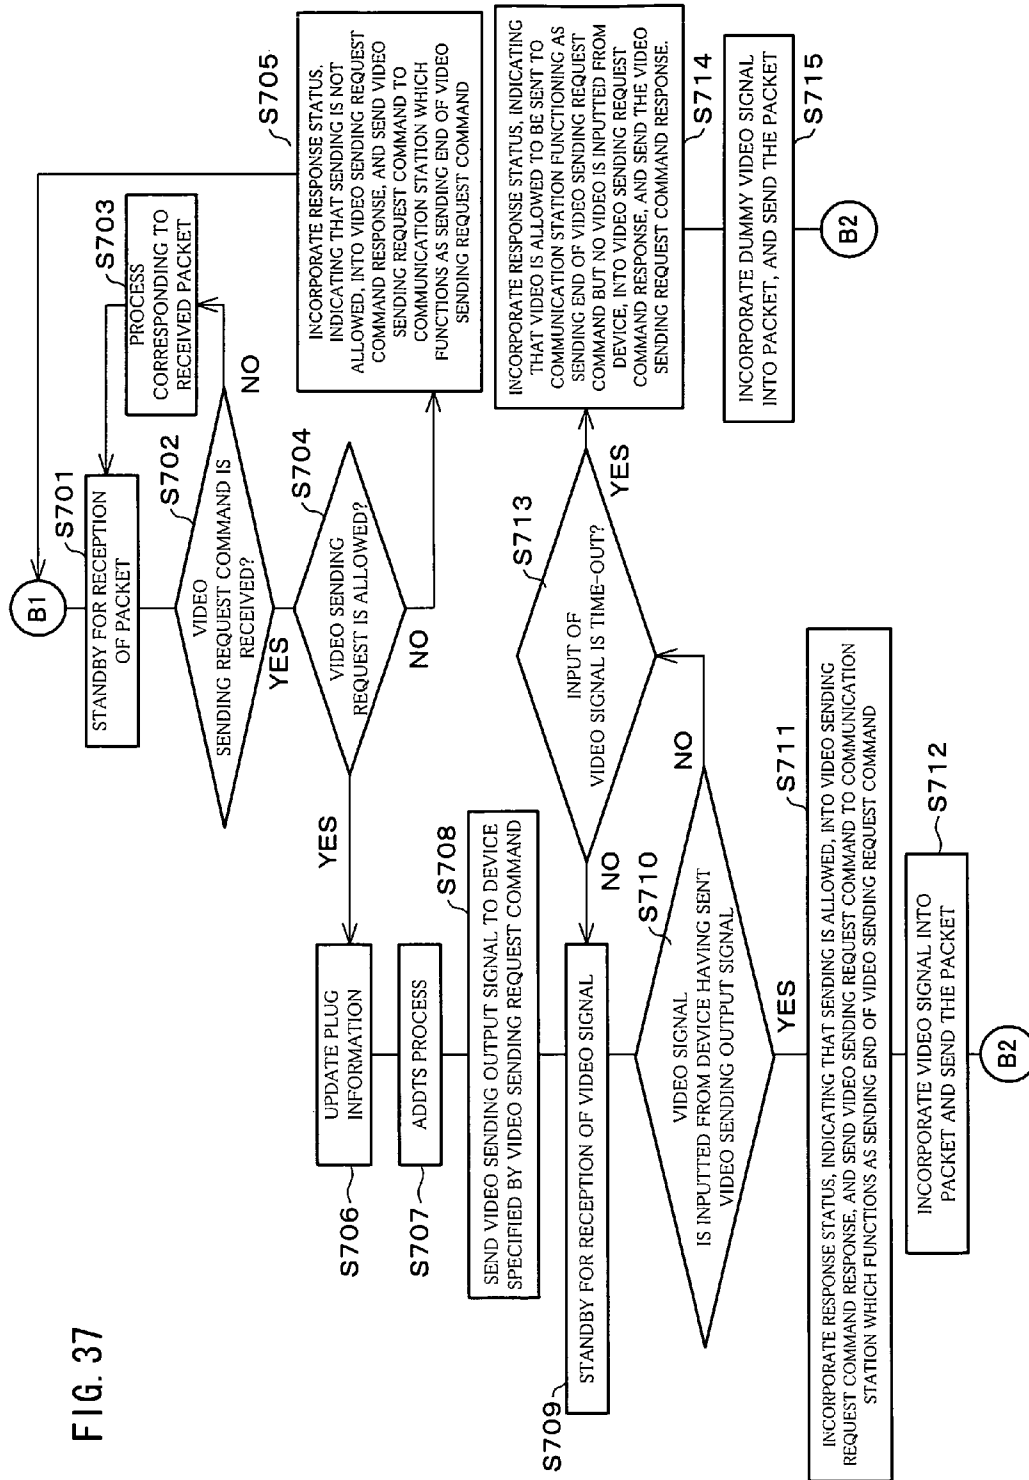 FIG. 37
B1
S701
STANDBY FOR RECEPTION
OF PACKET
S702
VIDEO
SENDING REQUEST COMMAND IS
RECEIVED?
NO
YES
S703
PROCESS
CORRESPONDING TO
RECEIVED PACKET
S704
VIDEO SENDING
REQUEST IS ALLOWED?
YES
NO
S705
INCORPORATE RESPONSE STATUS,
INDICATING THAT SENDING IS NOT
ALLOWED, INTO VIDEO SENDING REQUEST
COMMAND RESPONSE, AND SEND VIDEO
SENDING REQUEST COMMAND TO
COMMUNICATION STATION WHICH
FUNCTIONS AS SENDING END OF VIDEO
SENDING REQUEST COMMAND
S706
UPDATE PLUG
INFORMATION
S707
ADDTS PROCESS
S708
SEND VIDEO SENDING OUTPUT SIGNAL TO DEVICE
SPECIFIED BY VIDEO SENDING REQUEST COMMAND
S709
STANDBY FOR RECEPTION OF VIDEO SIGNAL
S710
VIDEO SIGNAL
IS INPUTTED FROM DEVICE HAVING SENT
VIDEO SENDING OUTPUT SIGNAL
NO
YES
S711
INCORPORATE RESPONSE STATUS, INDICATING THAT SENDING IS ALLOWED, INTO VIDEO SENDING
REQUEST COMMAND RESPONSE, AND SEND VIDEO SENDING REQUEST COMMAND TO COMMUNICATION
STATION WHICH FUNCTIONS AS SENDING END OF VIDEO SENDING REQUEST COMMAND
S712
INCORPORATE VIDEO SIGNAL INTO
PACKET AND SEND THE PACKET
B2
S713
INPUT OF
VIDEO SIGNAL IS TIME-OUT?
NO
YES
S714
INCORPORATE RESPONSE STATUS, INDICATING
THAT VIDEO IS ALLOWED TO BE SENT TO
COMMUNICATION STATION FUNCTIONING AS
SENDING END OF VIDEO SENDING REQUEST
COMMAND BUT NO VIDEO IS INPUTTED FROM
DEVICE, INTO VIDEO SENDING REQUEST
COMMAND RESPONSE, AND SEND THE VIDEO
SENDING REQUEST COMMAND RESPONSE.
S715
INCORPORATE DUMMY VIDEO SIGNAL
INTO PACKET, AND SEND THE PACKET
B2